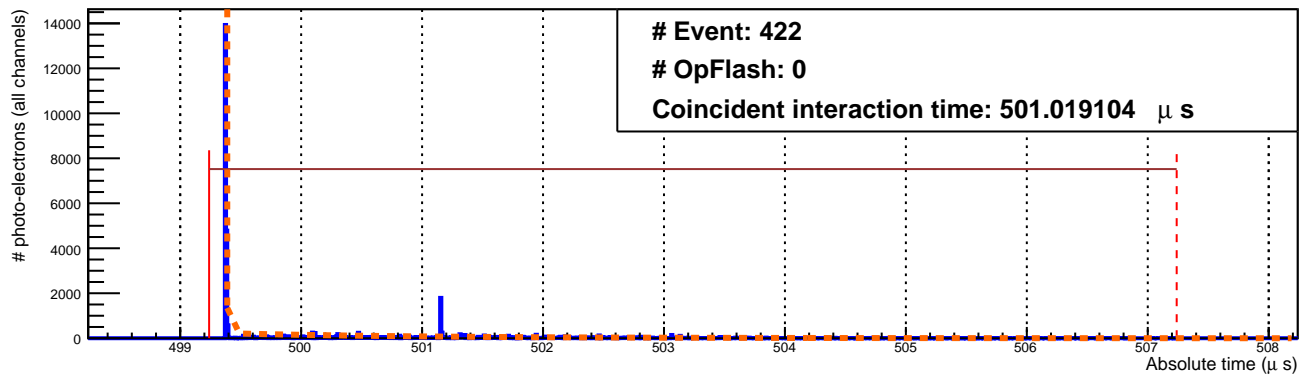 # Event: 422
# OpFlash: 0
Coincident interaction time: 501.019104 μ s
# photo-electrons (all channels)
14000
12000
10000
8000
6000
4000
2000
0
499 500 501 502 503 504 505 506 507 508
Absolute time (μ s)